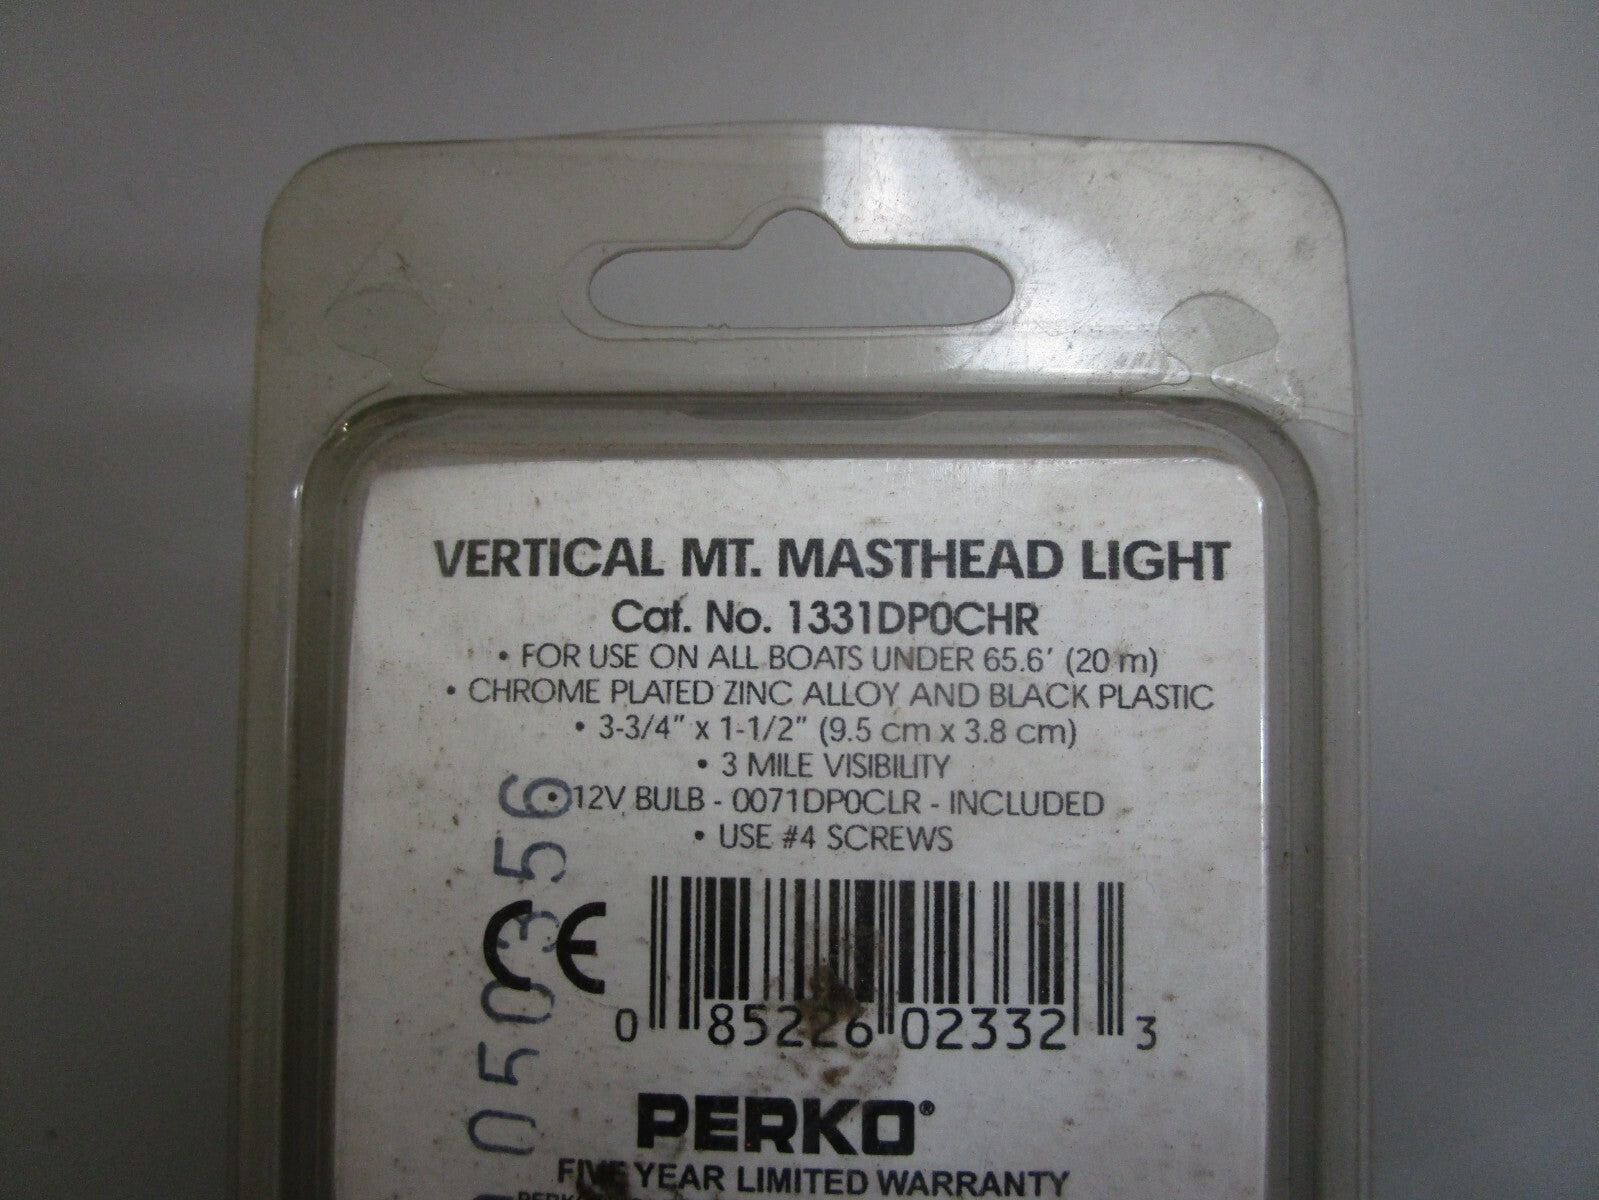 VERTICAL MT. MASTHEAD LIGHT
Cat. No. 1331DP0CHR
• FOR USE ON ALL BOATS UNDER 65.6' (20 m)
• CHROME PLATED ZINC ALLOY AND BLACK PLASTIC
• 3-3/4" x 1-1/2" (9.5 cm x 3.8 cm)
• 3 MILE VISIBILITY
• 12V BULB - 0071DP0CLR - INCLUDED
• USE #4 SCREWS
050356
CE
0 85226 02332 3
PERKO®
FIVE YEAR LIMITED WARRANTY